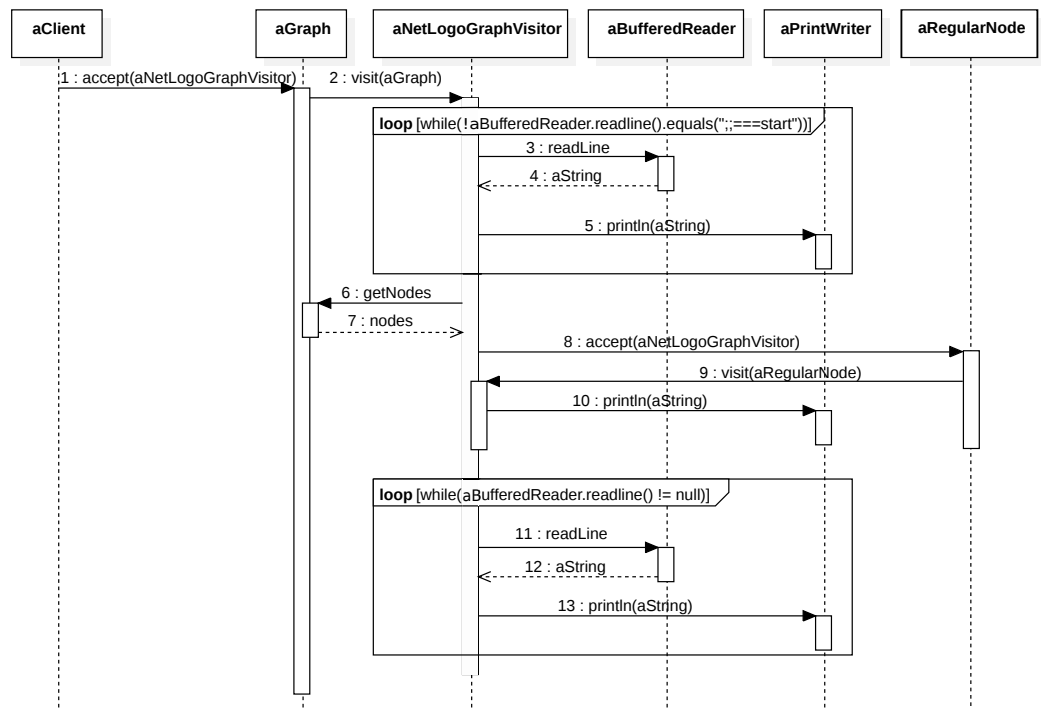 aClient
aGraph
aNetLogoGraphVisitor
aBufferedReader
aPrintWriter
aRegularNode
1 : accept(aNetLogoGraphVisitor)
2 : visit(aGraph)
loop [while(!aBufferedReader.readline().equals(";;===start"))]
3 : readLine
4 : aString
5 : println(aString)
6 : getNodes
7 : nodes
8 : accept(aNetLogoGraphVisitor)
9 : visit(aRegularNode)
10 : println(aString)
loop [while(aBufferedReader.readline() != null)]
11 : readLine
12 : aString
13 : println(aString)